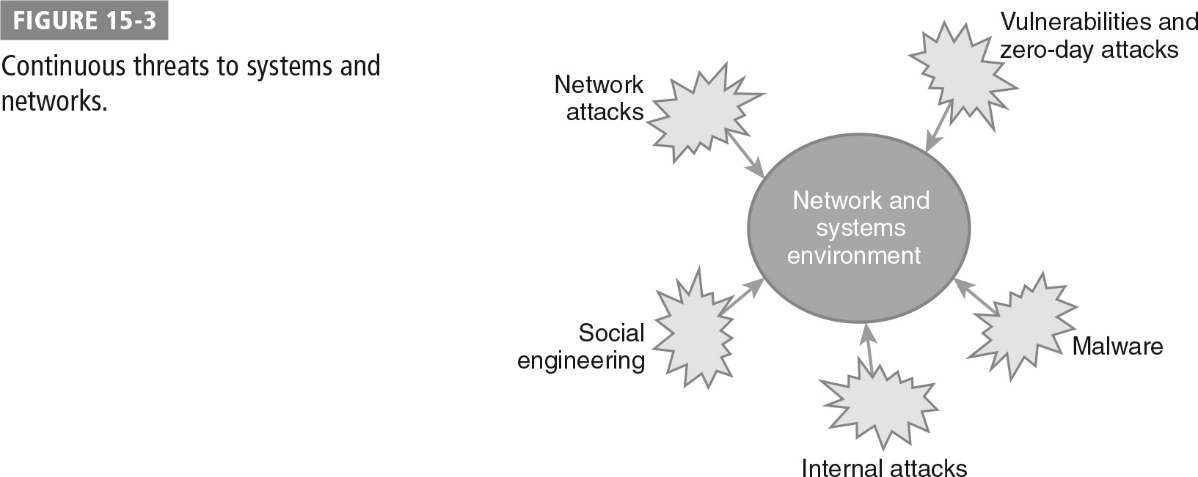 FIGURE 15-3
Continuous threats to systems and
networks.
Vulnerabilities and
zero-day attacks
Network
attacks
Network and
systems
environment
Social
engineering
Malware
Internal attacks